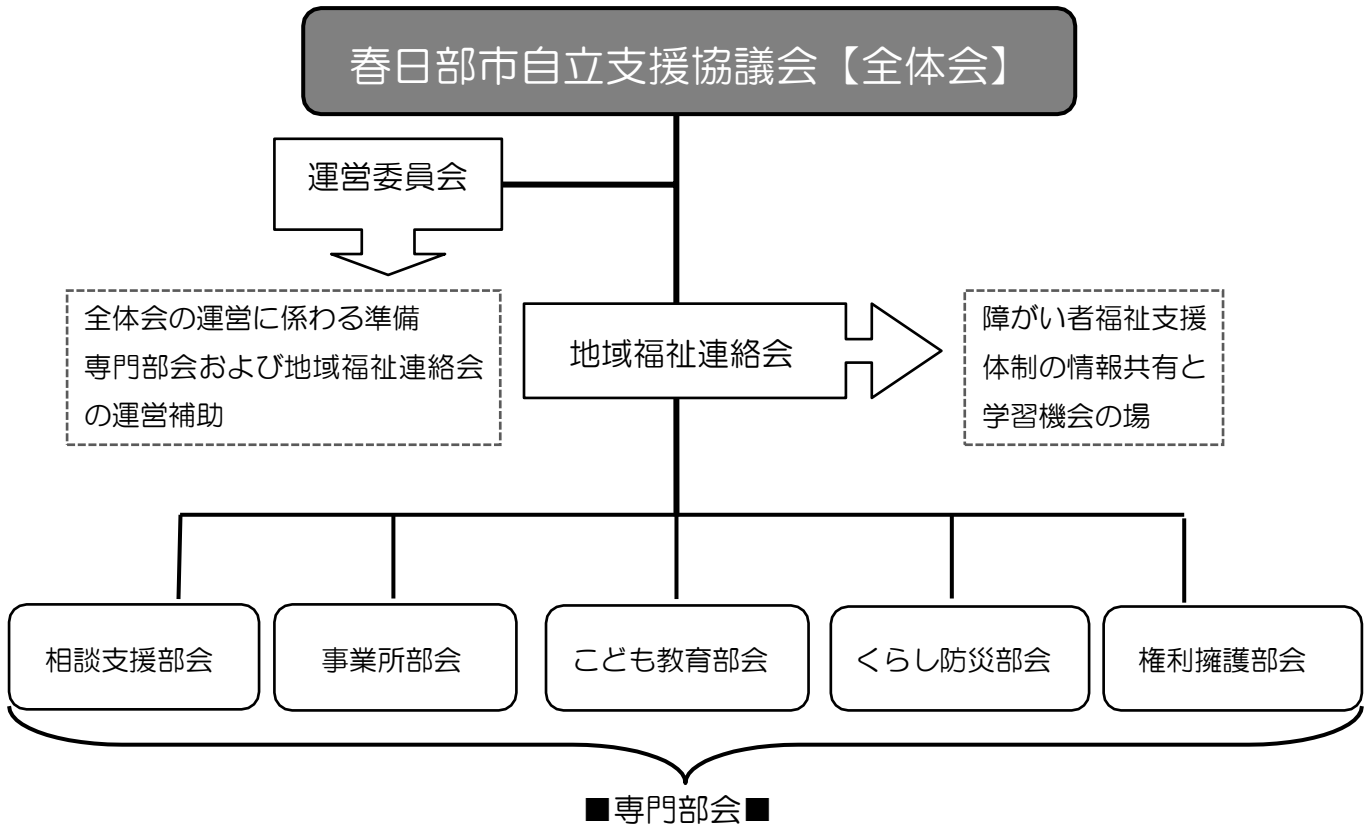 春日部市自立支援協議会【全体会】
運営委員会
全体会の運営に係わる準備
専門部会および地域福祉連絡会
の運営補助
地域福祉連絡会
障がい者福祉支援
体制の情報共有と
学習機会の場
相談支援部会
事業所部会
こども教育部会
くらし防災部会
権利擁護部会
■専門部会■